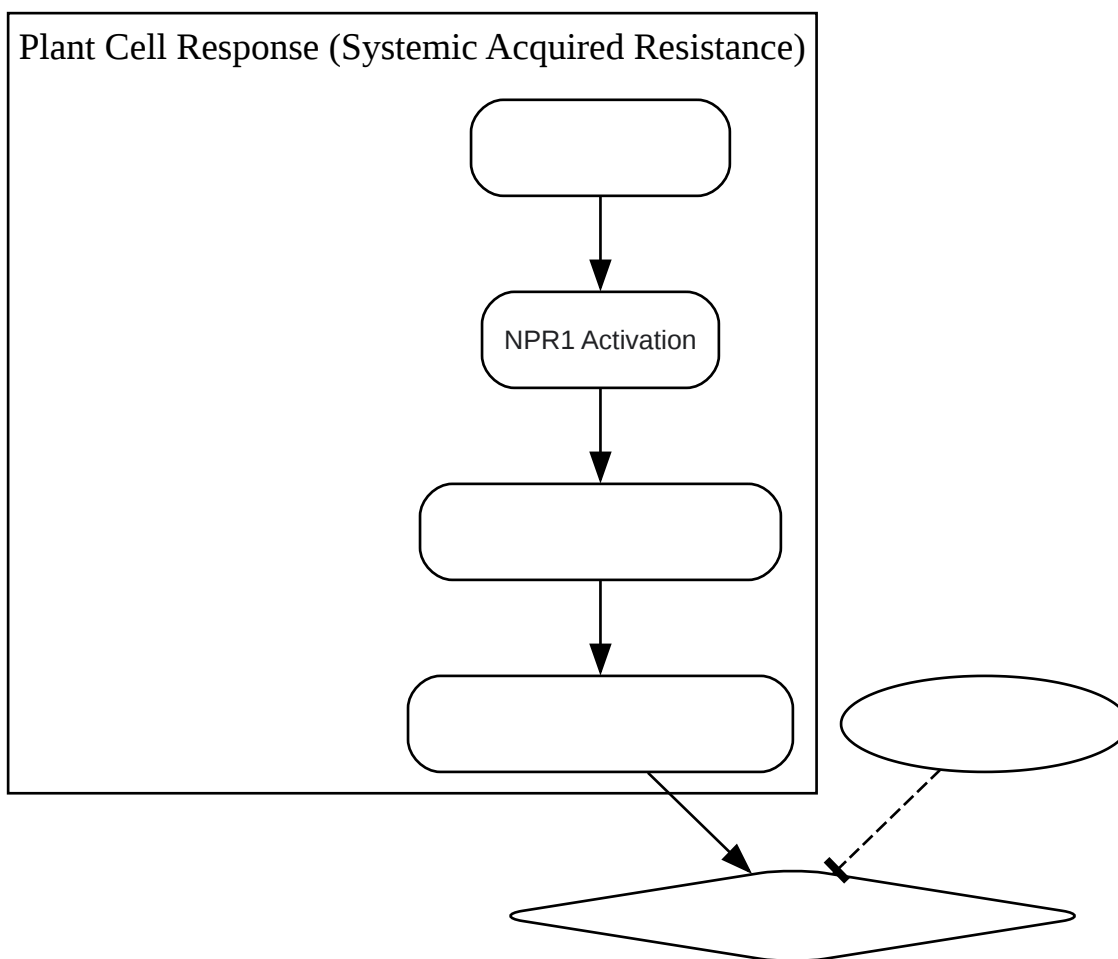 Plant Cell Response (Systemic Acquired Resistance)
NPR1 Activation